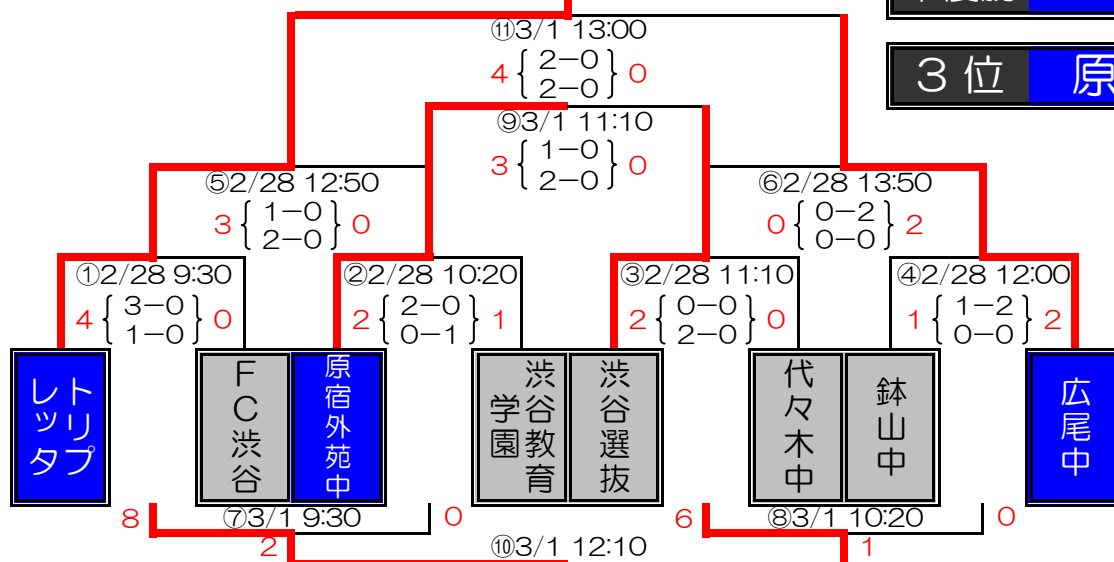 ⑪3/1 13:00
4 { 2-0 } 0
2-0
3位 原
⑨3/1 11:10
3 { 1-0 } 0
2-0
⑤2/28 12:50
3 { 1-0 } 0
2-0
⑥2/28 13:50
0 { 0-2 } 2
0-0
①2/28 9:30
4 { 3-0 } 0
1-0
②2/28 10:20
2 { 2-0 } 1
0-1
③2/28 11:10
2 { 0-0 } 0
2-0
④2/28 12:00
1 { 1-2 } 2
0-0
トリプ
レッタ
FC渋谷
原宿外苑中
渋谷教育
学園
渋谷選抜
代々木中
鉢山中
広尾中
8 ⑦3/1 9:30 0
6 ⑧3/1 10:20 0
2 ⑩3/1 12:10 1